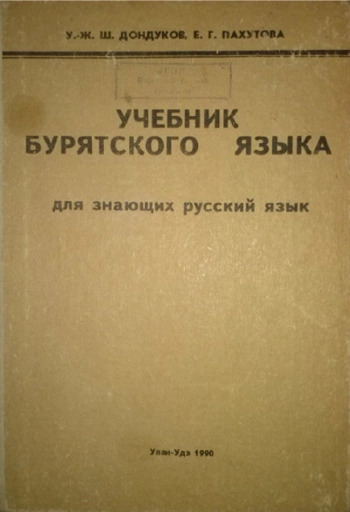 У.-Ж. Ш. ДОНДУКОВ, Е. Г. ПАХУТОВА
УЧЕБНИК
БУРЯТСКОГО ЯЗЫКА
для знающих русский язык
Улан-Удэ 1990